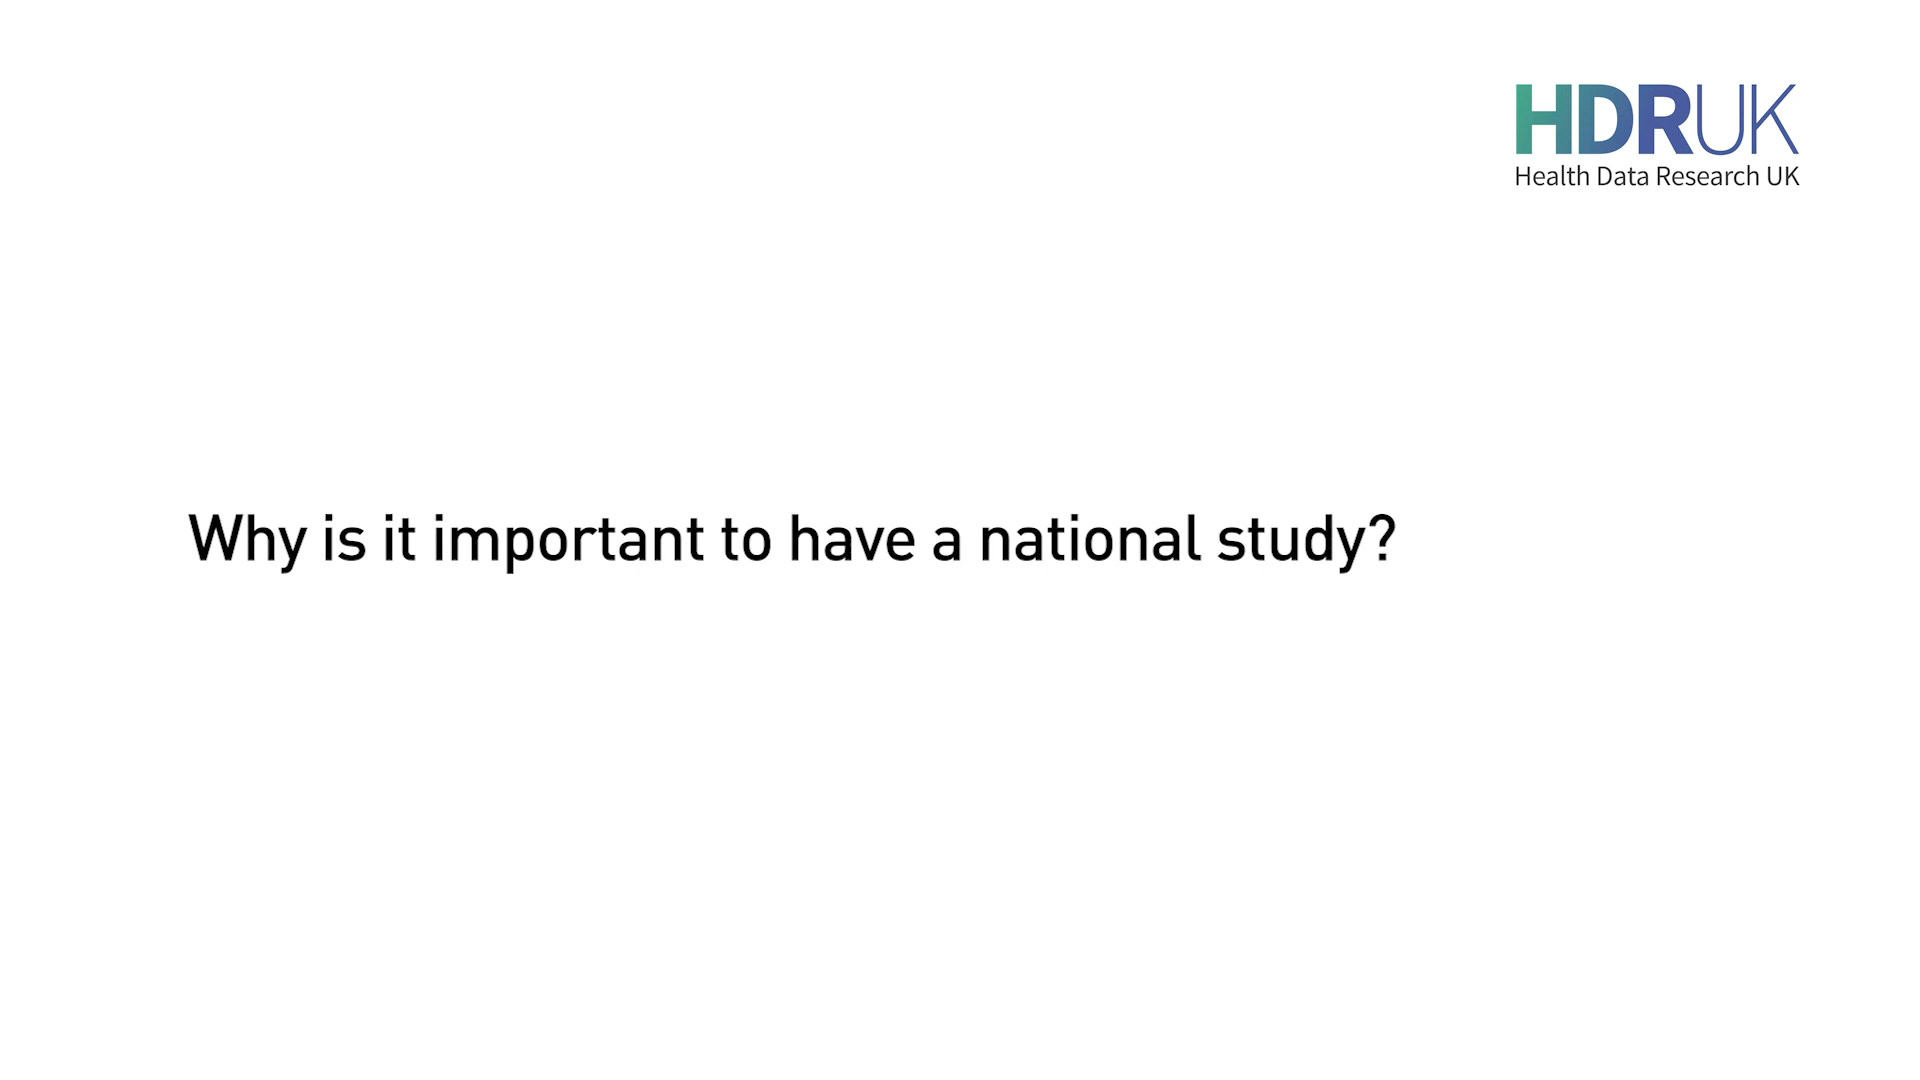 HDRUK
Health Data Research UK
Why is it important to have a national study?